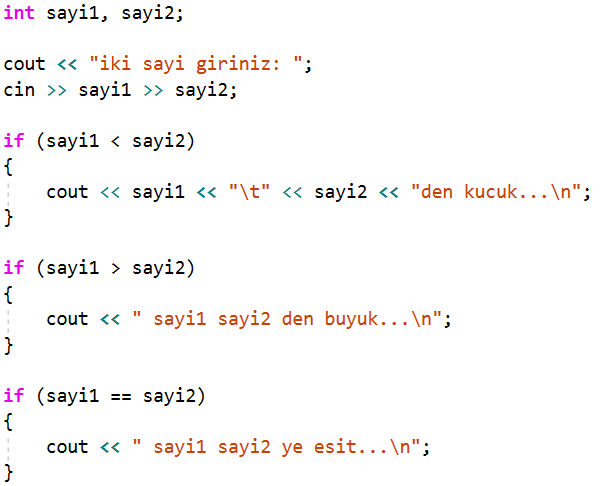 int sayi1, sayi2;
cout << "iki sayi giriniz: ";
cin >> sayi1 >> sayi2;
if (sayi1 < sayi2)
{
cout << sayi1 << "\t" << sayi2 << "den kucuk...\n";
}
if (sayi1 > sayi2)
{
cout << " sayi1 sayi2 den buyuk...\n";
}
if (sayi1 == sayi2)
{
cout << " sayi1 sayi2 ye esit...\n";
}